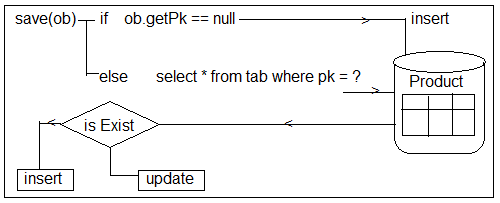 save(ob) if ob.getPk == null insert
else select * from tab where pk = ?
Product
is Exist
insert
update